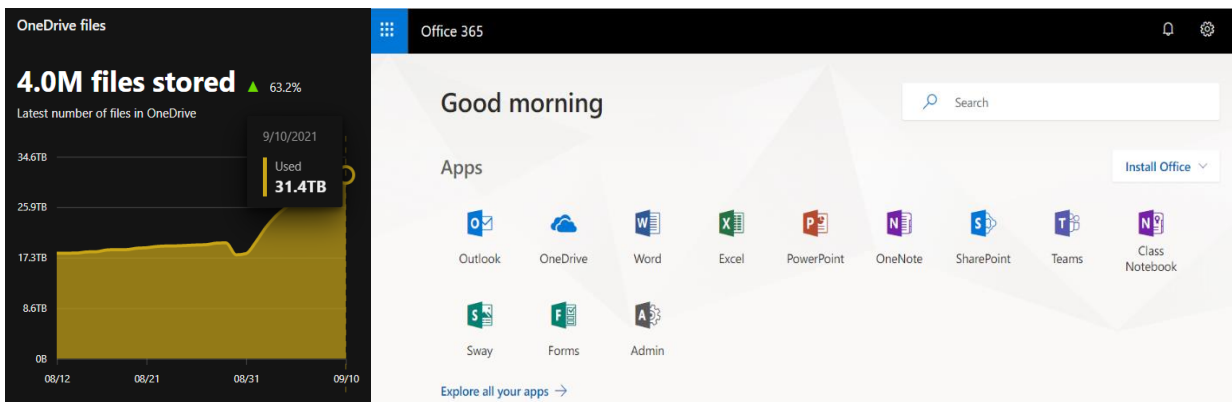 OneDrive files
4.0M files stored ▲ 63.2%
Latest number of files in OneDrive
9/10/2021
Used
31.4TB
34.6TB
25.9TB
17.3TB
8.6TB
0B
08/12 08/21 08/31 09/10
Office 365
Good morning
Search
Apps
Install Office
Outlook OneDrive Word Excel PowerPoint OneNote SharePoint Teams Class Notebook
Sway Forms Admin
Explore all your apps →